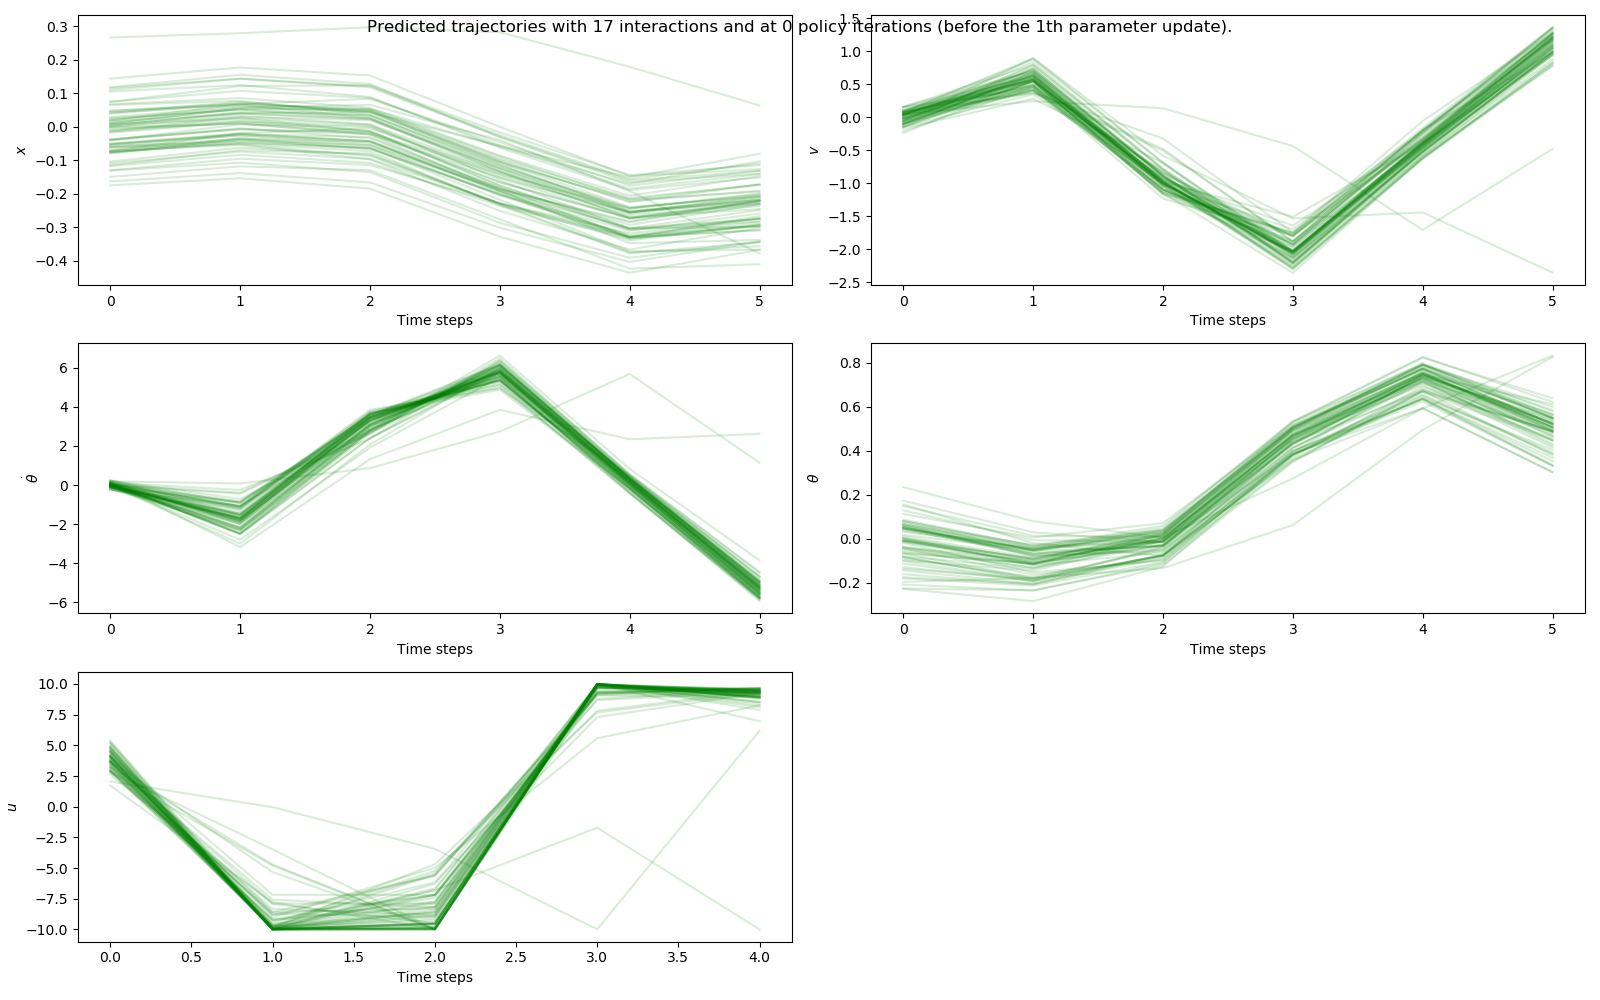 Predicted trajectories with 17 interactions and at 0 policy iterations (before the 1th parameter update).
0.3
0.2
0.1
0.0
−0.1
−0.2
−0.3
−0.4
x
0 1 2 3 4 5
Time steps
1.5
1.0
0.5
0.0
−0.5
−1.0
−1.5
−2.0
−2.5
v
0 1 2 3 4 5
Time steps
6
4
2
0
−2
−4
−6
θ̇
0 1 2 3 4 5
Time steps
0.8
0.6
0.4
0.2
0.0
−0.2
θ
0 1 2 3 4 5
Time steps
10.0
7.5
5.0
2.5
0.0
−2.5
−5.0
−7.5
−10.0
u
0.0 0.5 1.0 1.5 2.0 2.5 3.0 3.5 4.0
Time steps